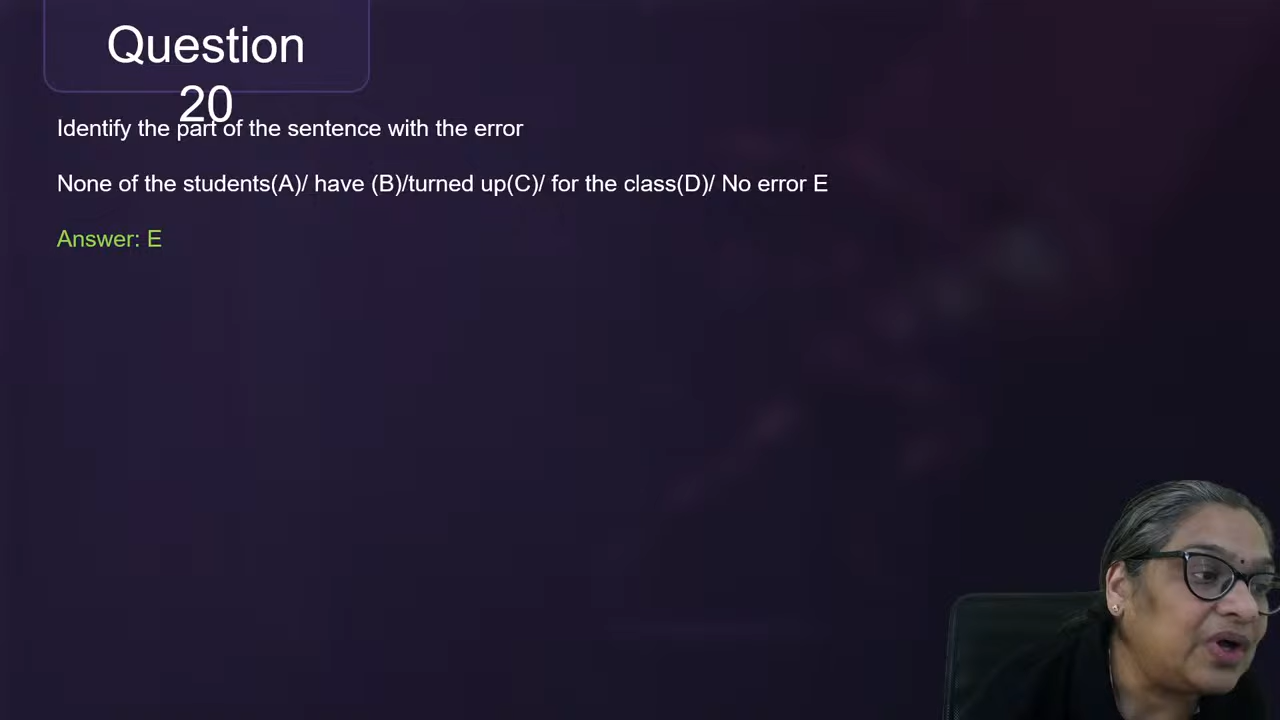 Question
20
Identify the part of the sentence with the error
None of the students(A)/ have (B)/turned up(C)/ for the class(D)/ No error E
Answer: E